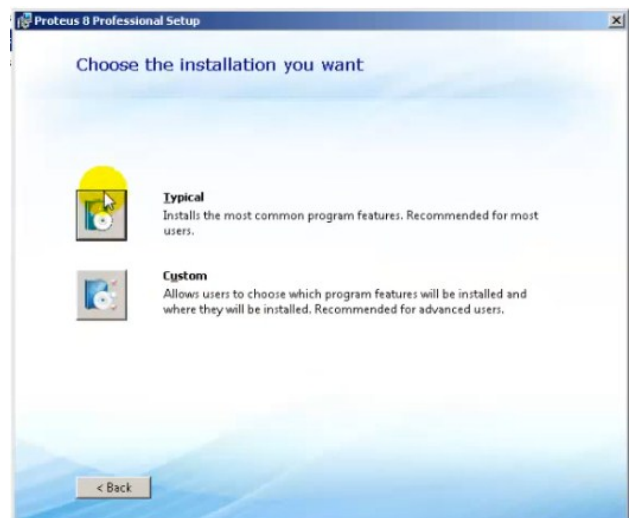 Proteus 8 Professional Setup
Choose the installation you want
Typical
Installs the most common program features. Recommended for most
users.
Custom
Allows users to choose which program features will be installed and
where they will be installed. Recommended for advanced users.
< Back